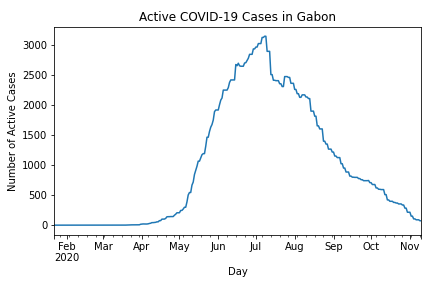 Active COVID-19 Cases in Gabon
3000
2500
2000
1500
1000
500
0
Number of Active Cases
Feb Mar Apr May Jun Jul Aug Sep Oct Nov
2020
Day